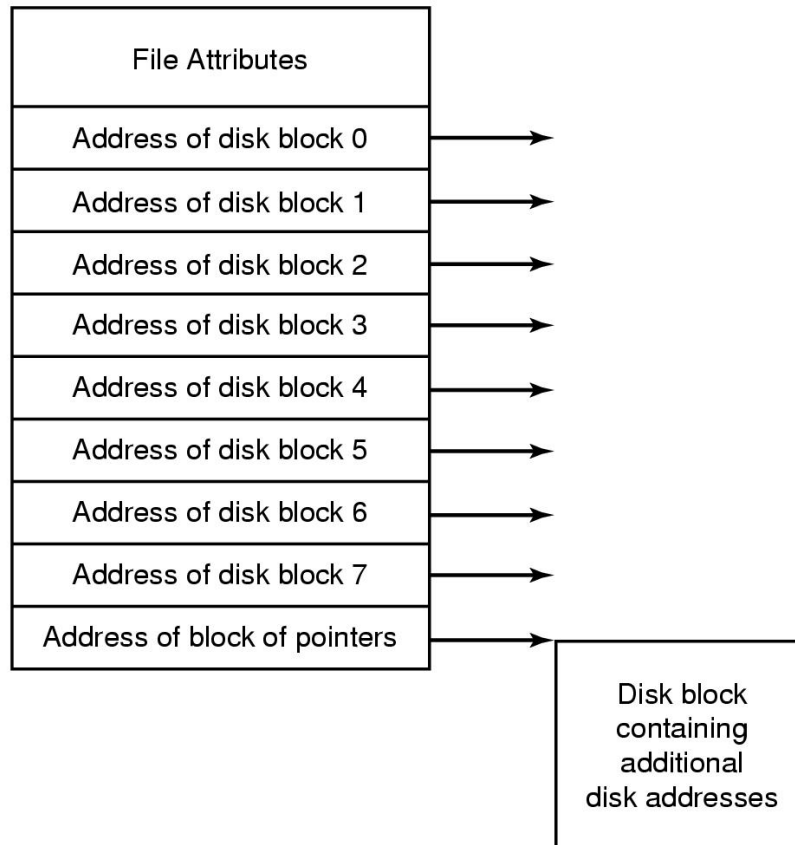 File Attributes
Address of disk block 0
Address of disk block 1
Address of disk block 2
Address of disk block 3
Address of disk block 4
Address of disk block 5
Address of disk block 6
Address of disk block 7
Address of block of pointers
Disk block
containing
additional
disk addresses